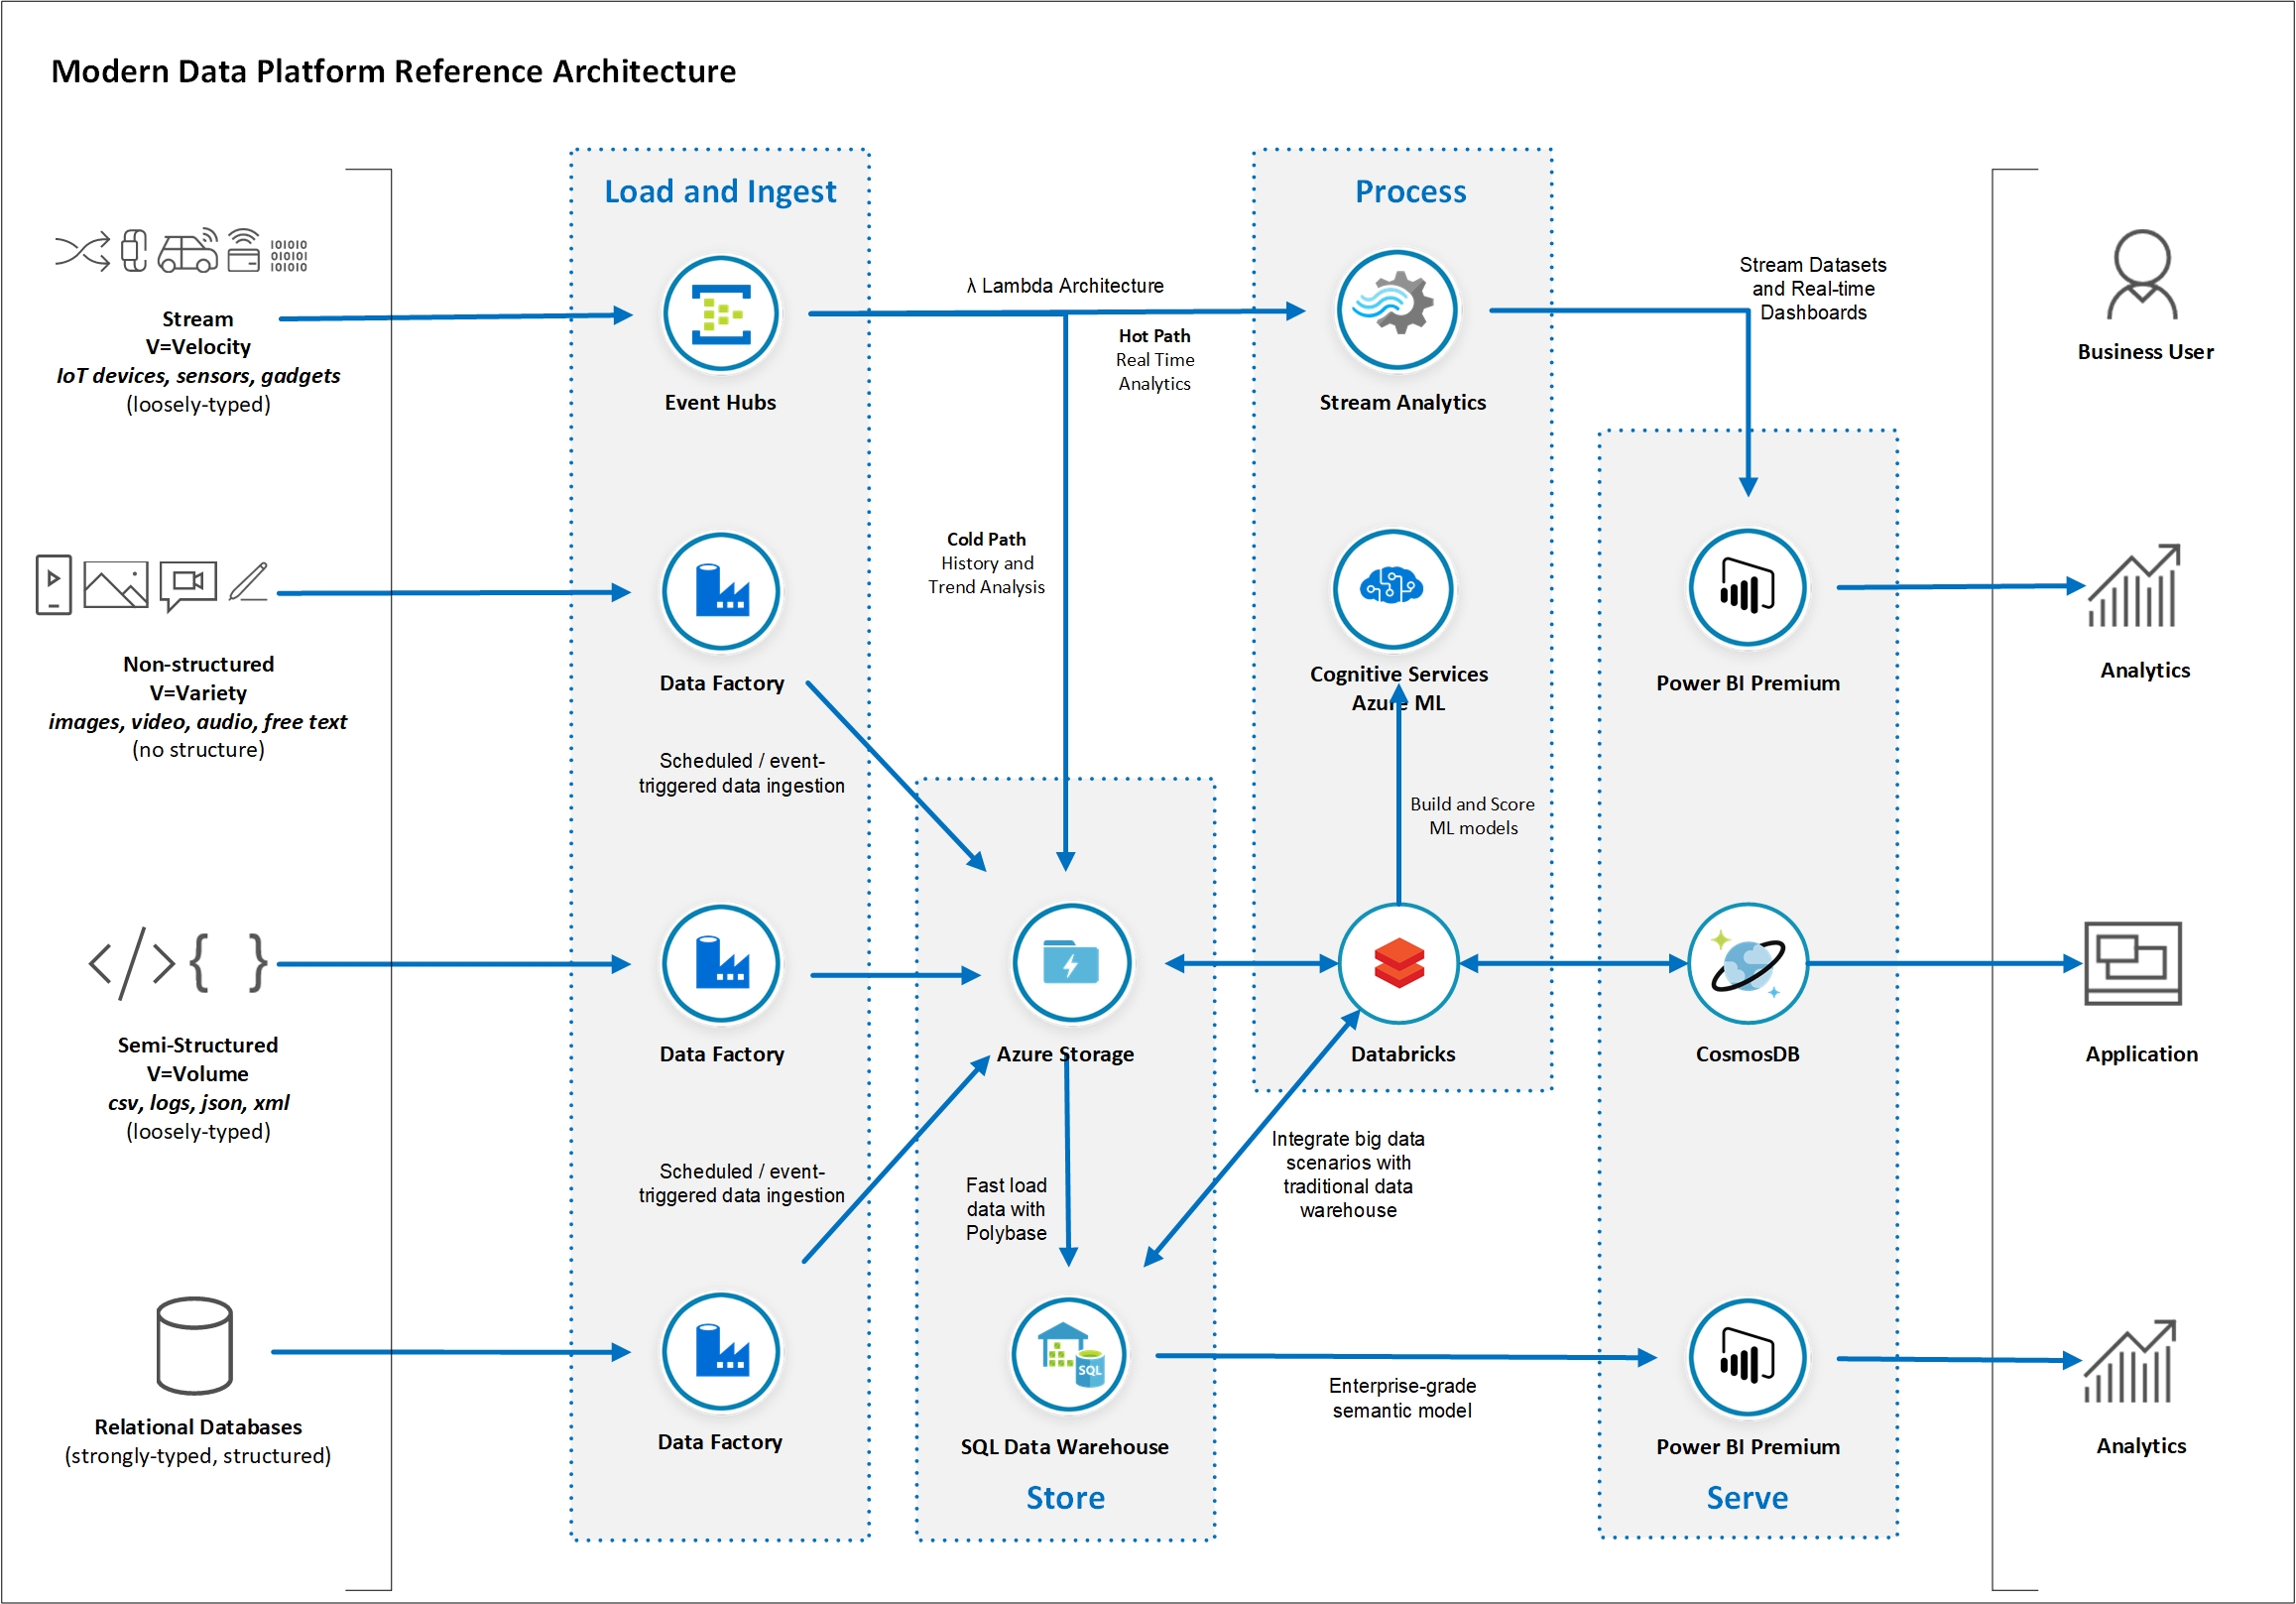 Modern Data Platform Reference Architecture
Load and Ingest
Process
101010
010101
101010
Stream
V=Velocity
IoT devices, sensors, gadgets
(loosely-typed)
Event Hubs
λ Lambda Architecture
Hot Path
Real Time
Analytics
Stream Analytics
Stream Datasets
and Real-time
Dashboards
Business User
Non-structured
V=Variety
images, video, audio, free text
(no structure)
Data Factory
Cold Path
History and
Trend Analysis
Cognitive Services
Azure ML
Power BI Premium
Analytics
Scheduled / event-
triggered data ingestion
Build and Score
ML models
</>{ }
Semi-Structured
V=Volume
csv, logs, json, xml
(loosely-typed)
Data Factory
Azure Storage
Databricks
CosmosDB
Application
Scheduled / event-
triggered data ingestion
Fast load
data with
Polybase
Integrate big data
scenarios with
traditional data
warehouse
Relational Databases
(strongly-typed, structured)
Data Factory
SQL
SQL Data Warehouse
Enterprise-grade
semantic model
Power BI Premium
Analytics
Store
Serve